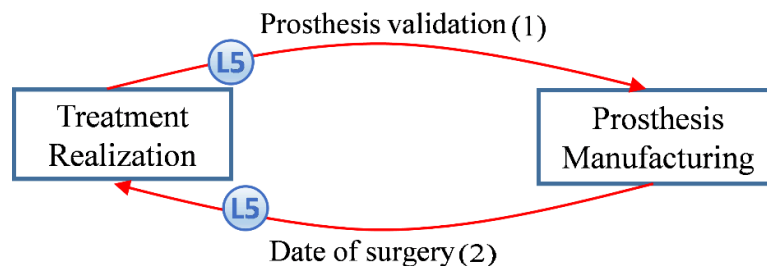 Prosthesis validation (1)
L5
Treatment
Realization
Prosthesis
Manufacturing
L5
Date of surgery (2)